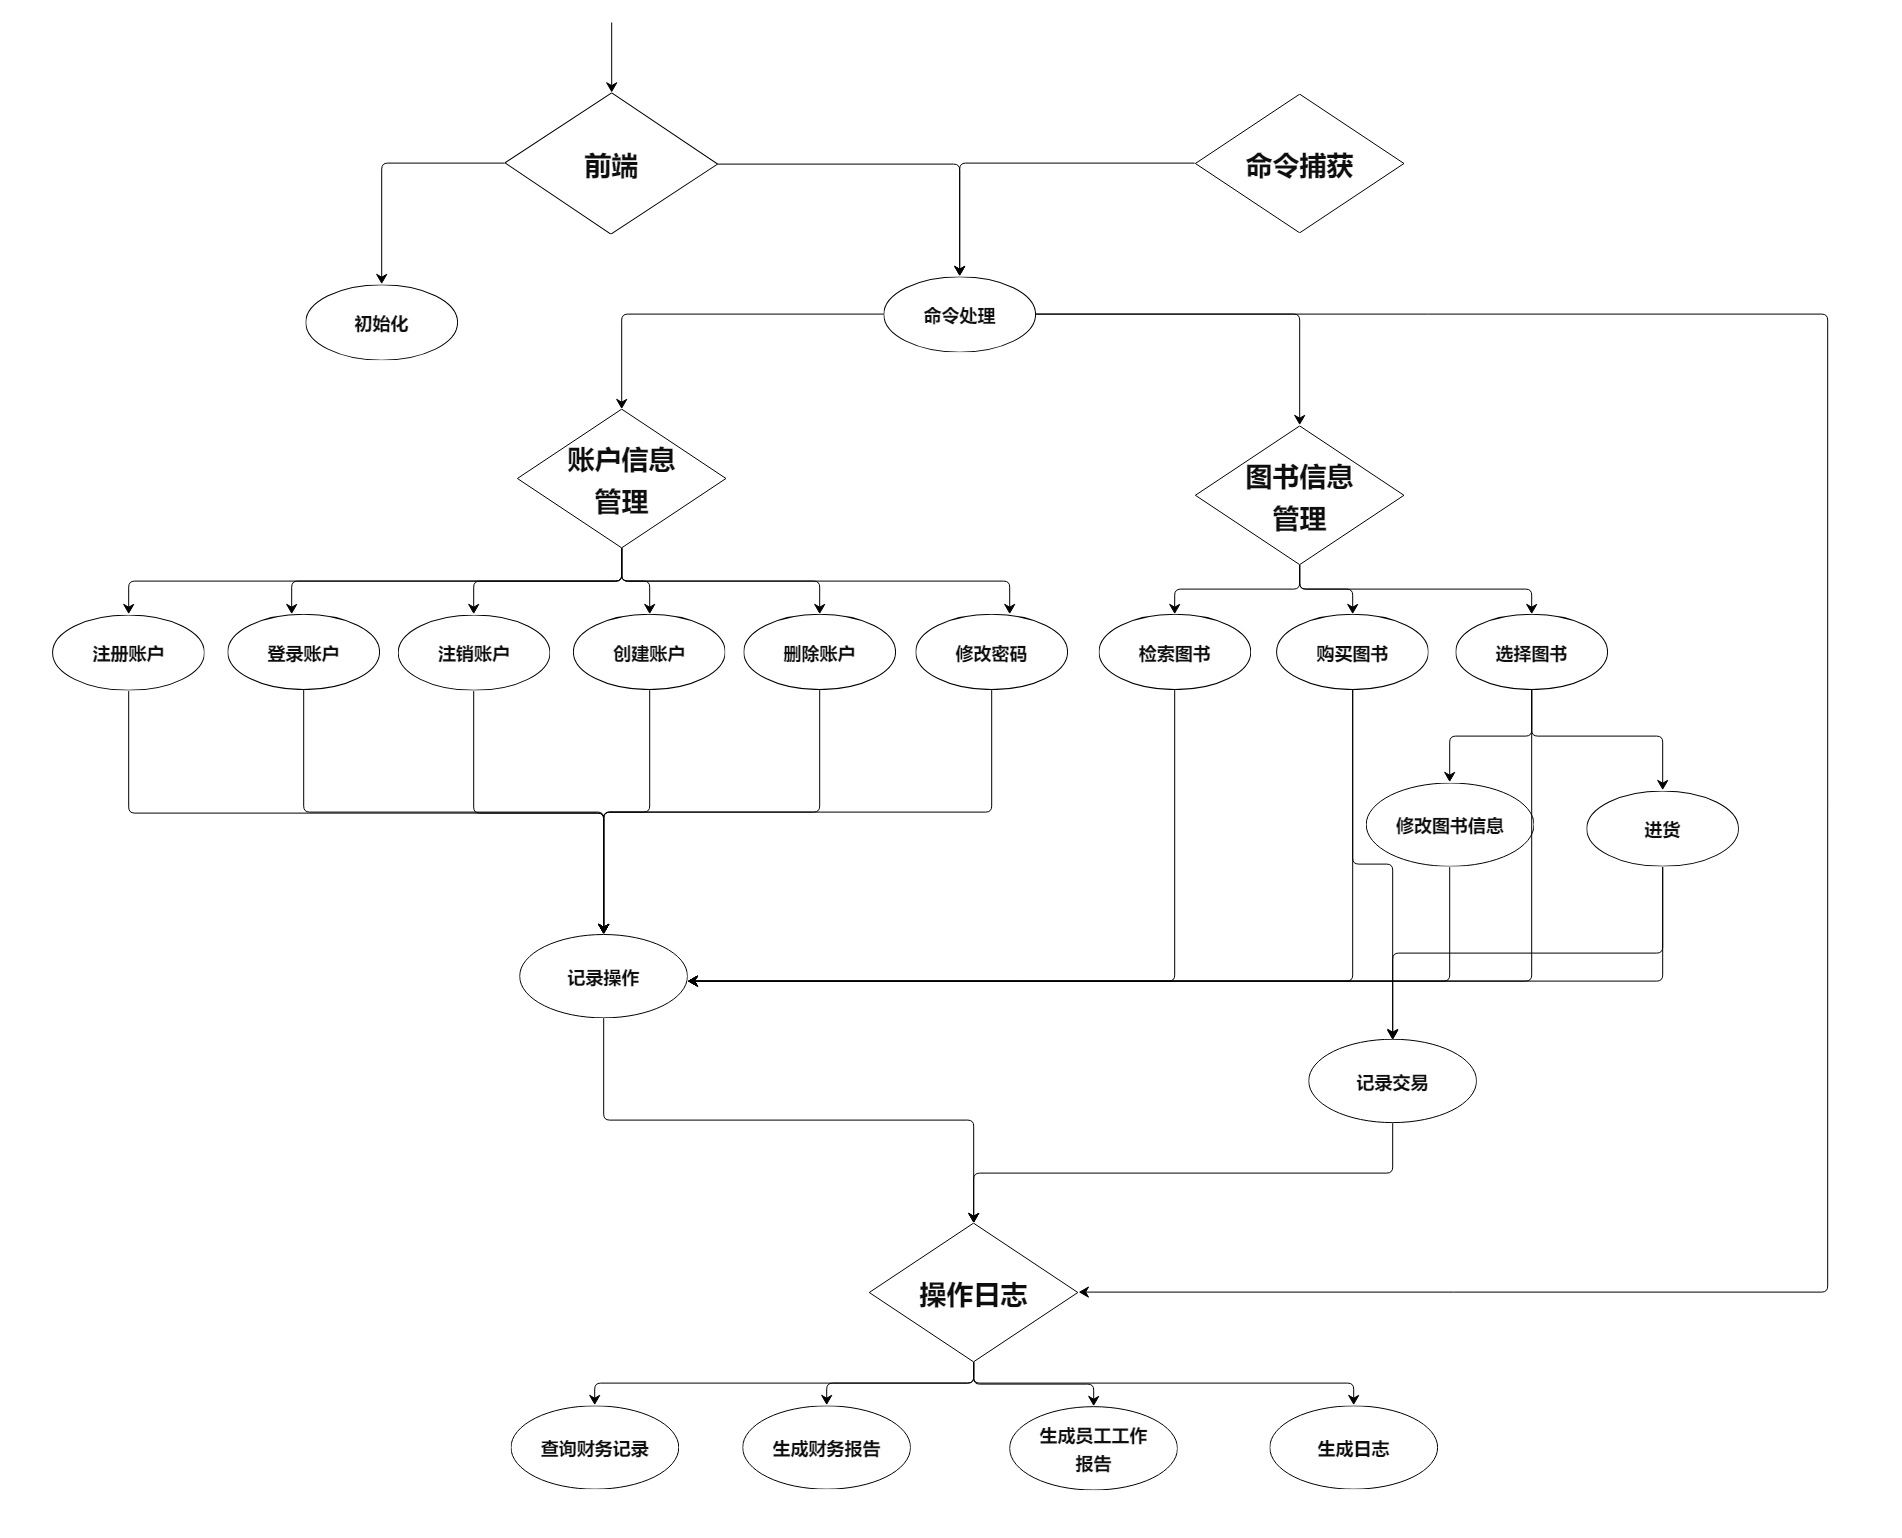 前端
命令捕获
初始化
命令处理
账户信息
管理
图书信息
管理
注册账户
登录账户
注销账户
创建账户
删除账户
修改密码
检索图书
购买图书
选择图书
修改图书信息
进货
记录操作
记录交易
操作日志
查询财务记录
生成财务报告
生成员工工作
报告
生成日志